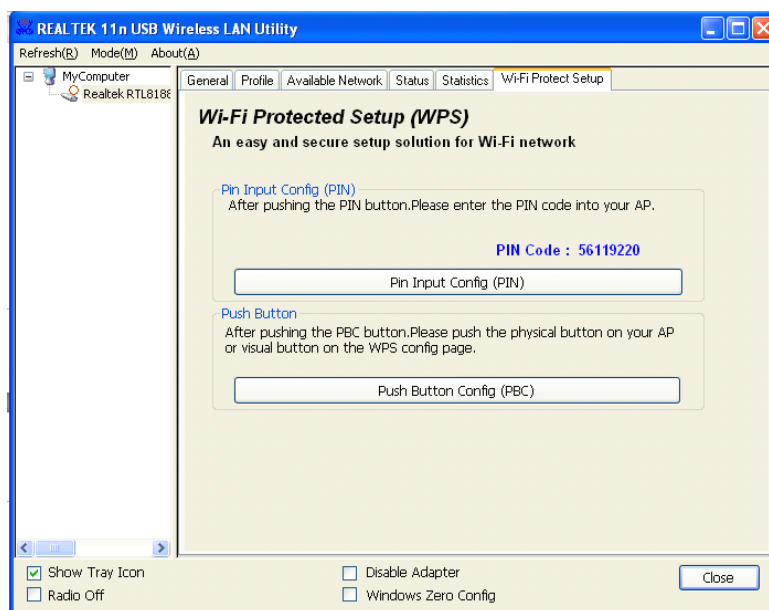 REALTEK 11n USB Wireless LAN Utility
Refresh(R) Mode(M) About(A)
MyComputer
Realtek RTL8188
General Profile Available Network Status Statistics Wi-Fi Protect Setup
Wi-Fi Protected Setup (WPS)
An easy and secure setup solution for Wi-Fi network
Pin Input Config (PIN)
After pushing the PIN button.Please enter the PIN code into your AP.
PIN Code : 56119220
Pin Input Config (PIN)
Push Button
After pushing the PBC button.Please push the physical button on your AP
or visual button on the WPS config page.
Push Button Config (PBC)
Show Tray Icon
Disable Adapter
Close
Radio Off
Windows Zero Config